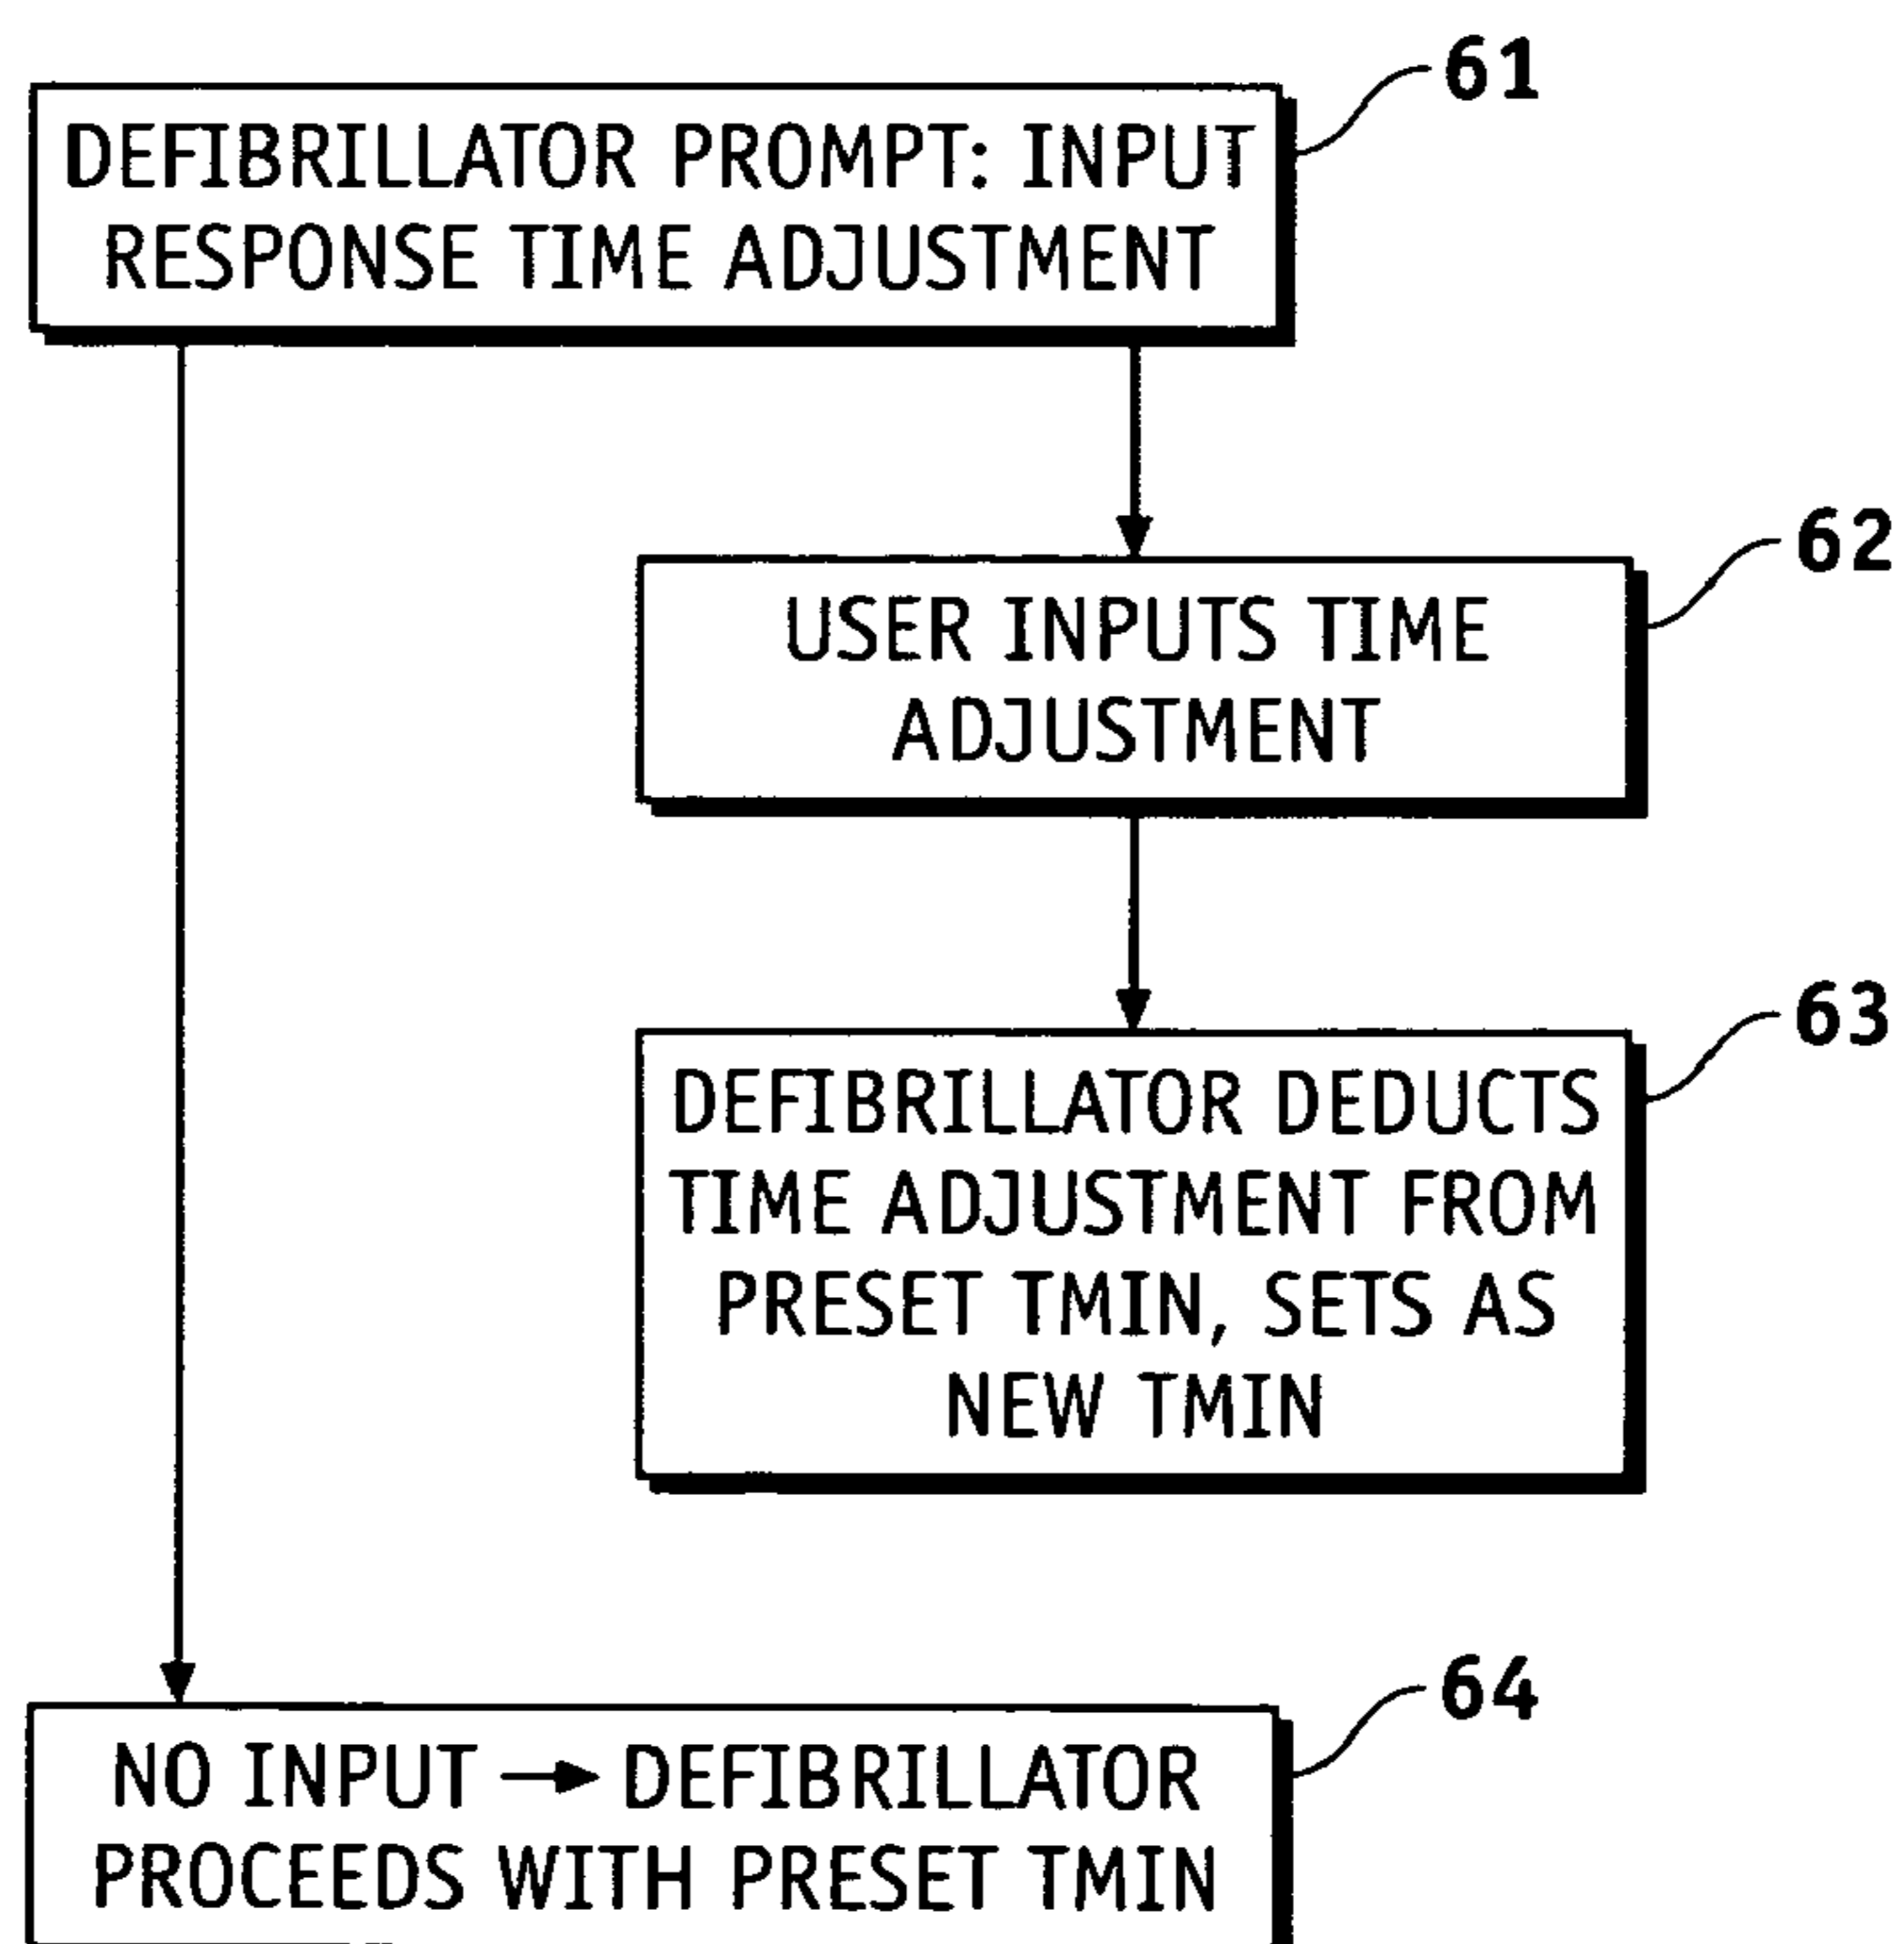 61
DEFIBRILLATOR PROMPT: INPUT
RESPONSE TIME ADJUSTMENT
62
USER INPUTS TIME
ADJUSTMENT
63
DEFIBRILLATOR DEDUCTS
TIME ADJUSTMENT FROM
PRESET TMIN, SETS AS
NEW TMIN
64
NO INPUT → DEFIBRILLATOR
PROCEEDS WITH PRESET TMIN